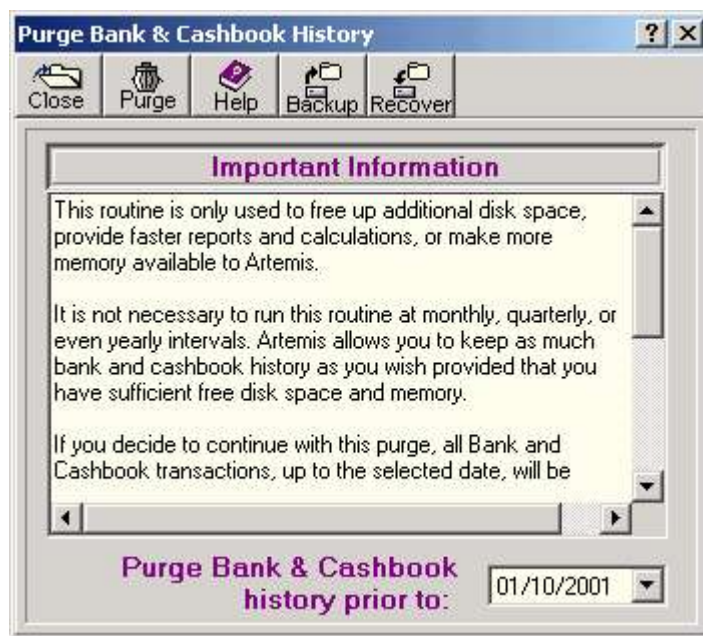 Purge Bank & Cashbook History
Close Purge Help Backup Recover
Important Information
This routine is only used to free up additional disk space,
provide faster reports and calculations, or make more
memory available to Artemis.
It is not necessary to run this routine at monthly, quarterly, or
even yearly intervals. Artemis allows you to keep as much
bank and cashbook history as you wish provided that you
have sufficient free disk space and memory.
If you decide to continue with this purge, all Bank and
Cashbook transactions, up to the selected date, will be
Purge Bank & Cashbook
history prior to:
01/10/2001